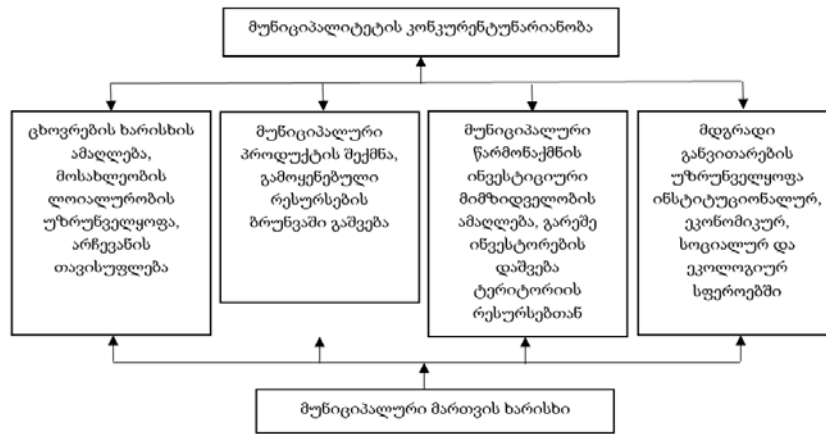 მუნიციპალიტეტის კონკურენტუნარიანობა
ცხოვრების ხარისხის
ამაღლება,
მოსახლეობის
ლოიალურობის
უზრუნველყოფა,
არჩევანის
თავისუფლება
მუნიციპალური
პროდუქტის შექმნა,
გამოყენებული
რესურსების
ბრუნვაში გაშვება
მუნიციპალური
წარმონაქმნის
ინვესტიციური
მიმზიდველობის
ამაღლება, გარეშე
ინვესტორების
დაშვება
ტერიტორიის
რესურსებთან
მდგრადი
განვითარების
უზრუნველყოფა
ინსტიტუციონალურ,
ეკონომიკურ,
სოციალურ და
ეკოლოგიურ
სფეროებში
მუნიციპალური მართვის ხარისხი